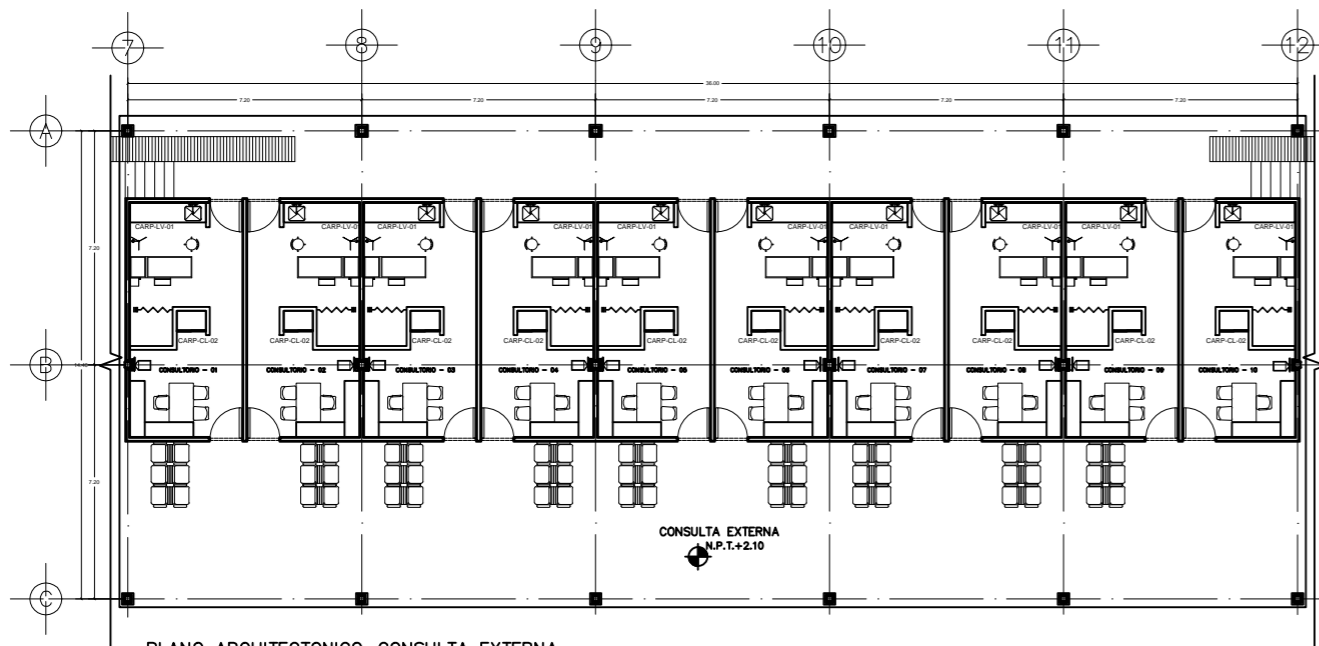 7 8 9 10 11 12
36.00
7.20 7.20 7.20 7.20 7.20
A
CARP-LV-01 CARP-LV-01 CARP-LV-01 CARP-LV-01 CARP-LV-01 CARP-LV-01 CARP-LV-01 CARP-LV-01 CARP-LV-01 CARP-LV-01
7.20
CARP-CL-02 CARP-CL-02 CARP-CL-02 CARP-CL-02 CARP-CL-02 CARP-CL-02 CARP-CL-02 CARP-CL-02 CARP-CL-02 CARP-CL-02
B
CONSULTORIO - 01 CONSULTORIO - 02 CONSULTORIO - 03 CONSULTORIO - 04 CONSULTORIO - 05 CONSULTORIO - 06 CONSULTORIO - 07 CONSULTORIO - 08 CONSULTORIO - 09 CONSULTORIO - 10
7.20
CONSULTA EXTERNA
N.P.T.+2.10
C
PLANO ARQUITECTONICO CONSULTA EXTERNA